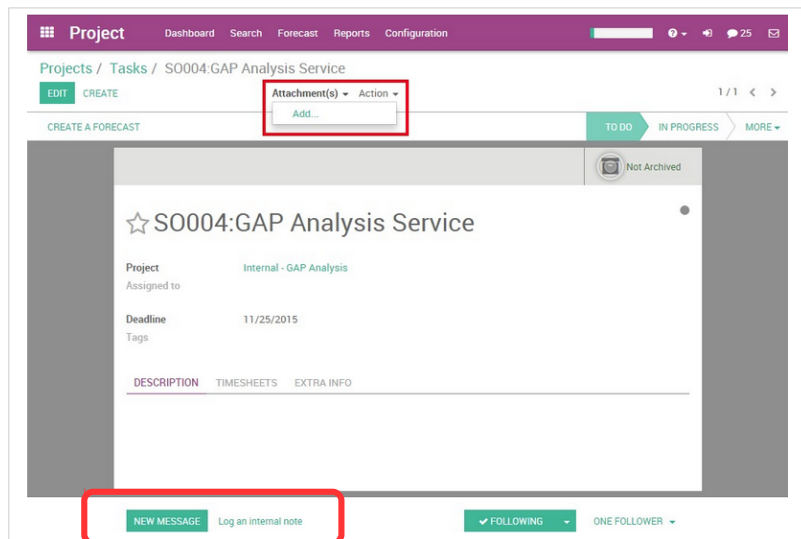 Project Dashboard Search Forecast Reports Configuration 25
Projects / Tasks / SO004:GAP Analysis Service
EDIT CREATE Attachment(s) Action 1/1
Add...
CREATE A FORECAST TO DO IN PROGRESS MORE
Not Archived
SO004:GAP Analysis Service
Project Internal - GAP Analysis
Assigned to
Deadline 11/25/2015
Tags
DESCRIPTION TIMESHEETS EXTRA INFO
NEW MESSAGE Log an internal note FOLLOWING ONE FOLLOWER